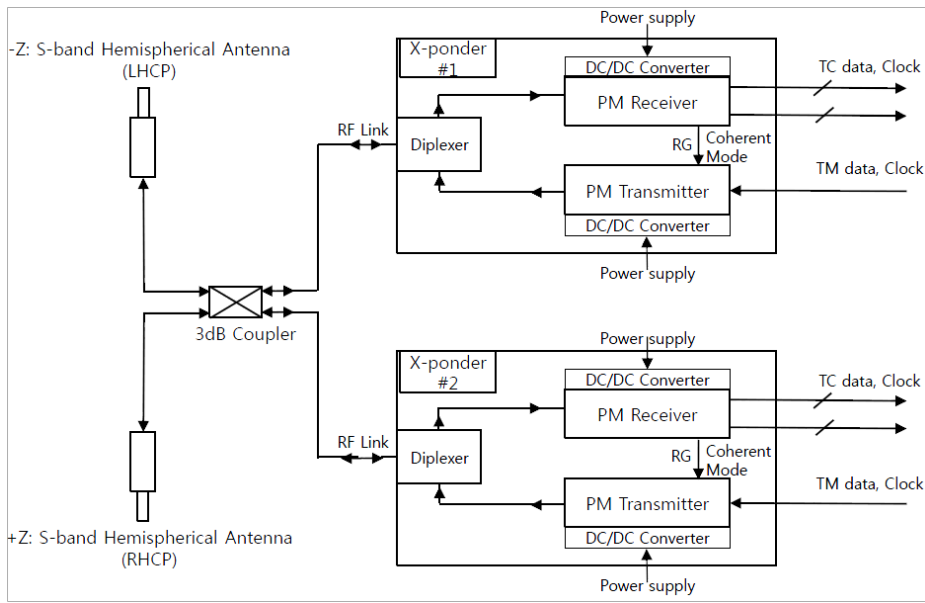 -Z: S-band Hemispherical Antenna
(LHCP)
RF Link
3dB Coupler
+Z: S-band Hemispherical Antenna
(RHCP)
RF Link
Power supply
X-ponder
#1
DC/DC Converter
PM Receiver
TC data, Clock
Diplexer
RG
Coherent
Mode
PM Transmitter
TM data, Clock
DC/DC Converter
Power supply
Power supply
X-ponder
#2
DC/DC Converter
PM Receiver
TC data, Clock
Diplexer
RG
Coherent
Mode
PM Transmitter
TM data, Clock
DC/DC Converter
Power supply